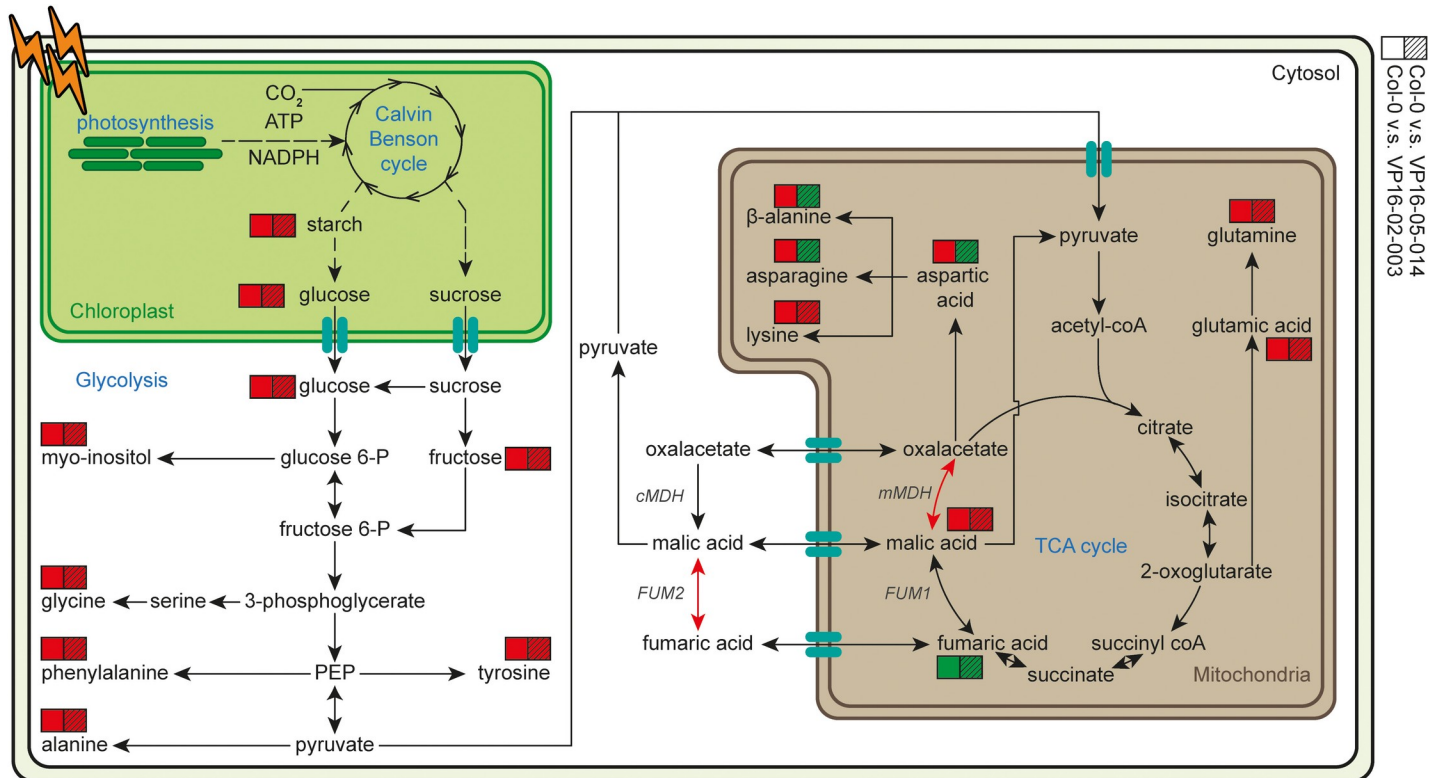 Cytosol
Col-0 v.s. VP16-05-014
Col-0 v.s. VP16-02-003
photosynthesis
CO2
ATP
NADPH
Calvin
Benson
cycle
starch
glucose
sucrose
Chloroplast
Glycolysis
glucose
sucrose
myo-inositol
glucose 6-P
fructose
fructose 6-P
glycine
serine
3-phosphoglycerate
phenylalanine
PEP
tyrosine
alanine
pyruvate
pyruvate
oxalacetate
cMDH
malic acid
FUM2
fumaric acid
β-alanine
asparagine
aspartic
acid
lysine
pyruvate
glutamine
acetyl-coA
glutamic acid
oxalacetate
citrate
mMDH
isocitrate
malic acid
TCA cycle
2-oxoglutarate
FUM1
fumaric acid
succinyl coA
succinate
Mitochondria